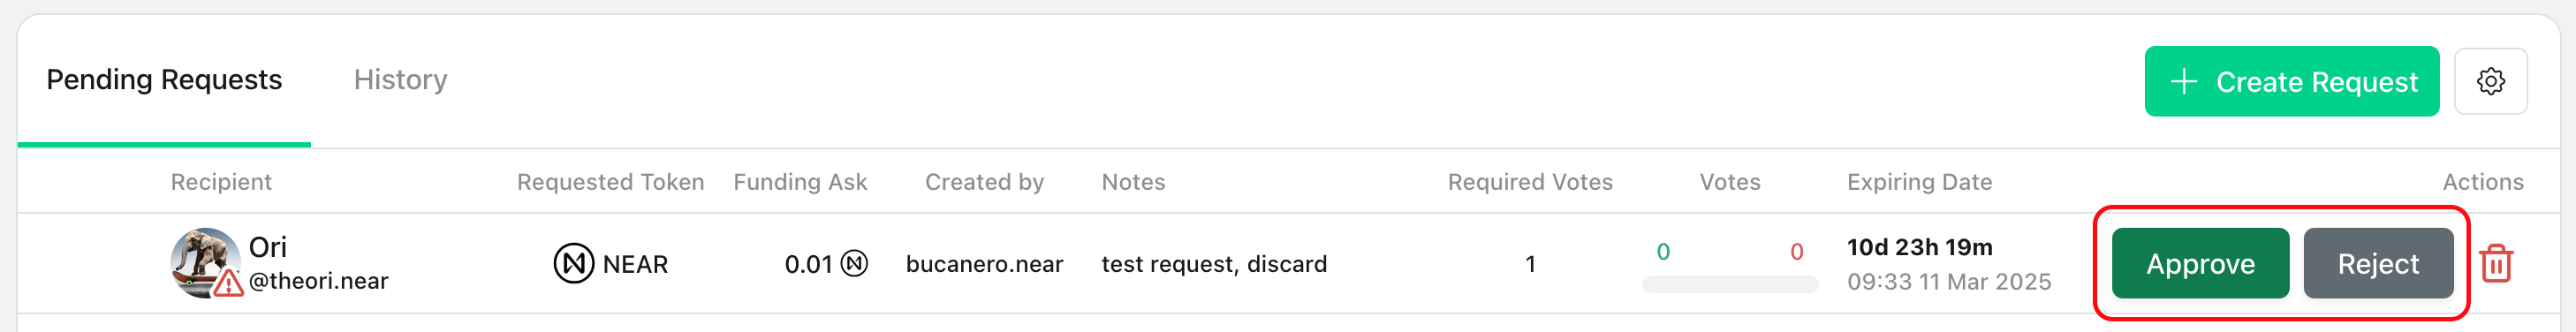 Pending Requests
History
Create Request
Recipient
Requested Token
Funding Ask
Created by
Notes
Required Votes
Votes
Expiring Date
Actions
Ori
@theori.near
NEAR
0.01
bucanero.near
test request, discard
1
0
0
10d 23h 19m
09:33 11 Mar 2025
Approve
Reject